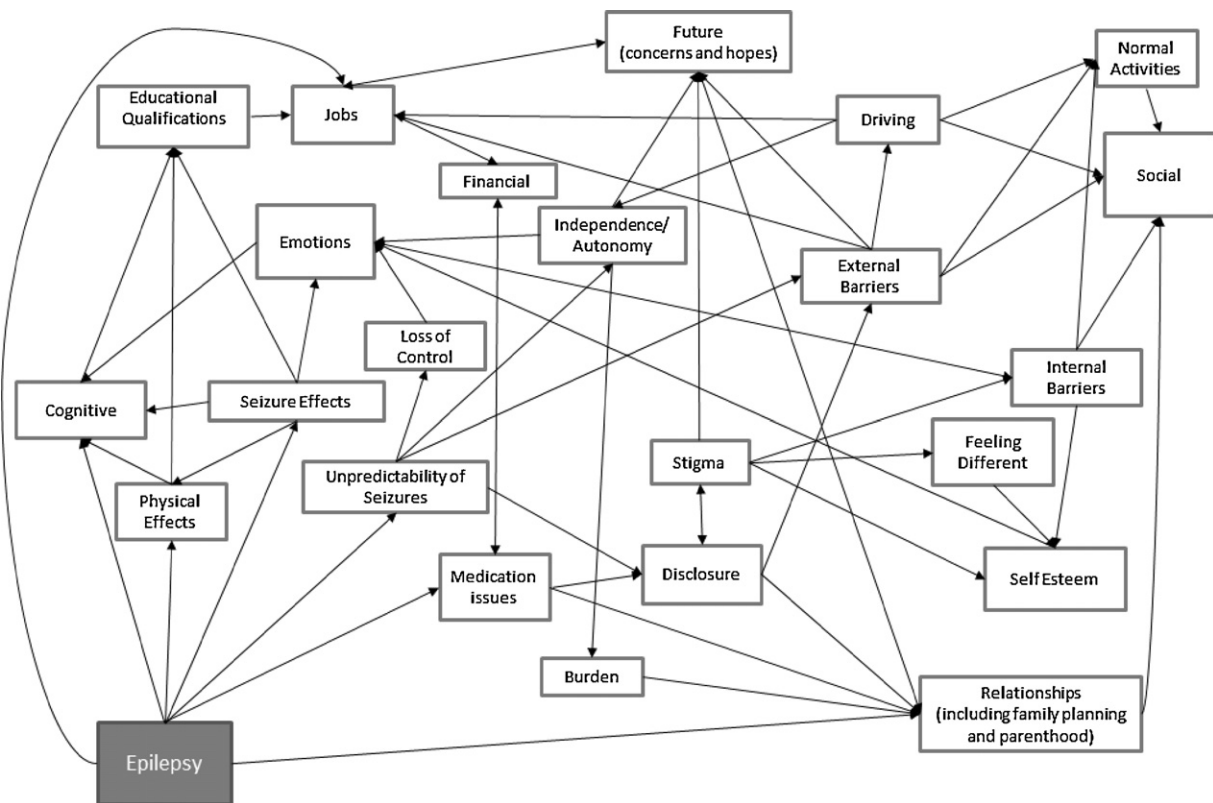 Future
(concerns and hopes)
Normal
Activities
Educational
Qualifications
Jobs
Driving
Financial
Social
Emotions
Independence/
Autonomy
External
Barriers
Loss of
Control
Internal
Barriers
Cognitive
Seizure Effects
Feeling
Different
Stigma
Unpredictability of
Seizures
Physical
Effects
Medication
issues
Disclosure
Self Esteem
Burden
Relationships
(including family planning
and parenthood)
Epilepsy